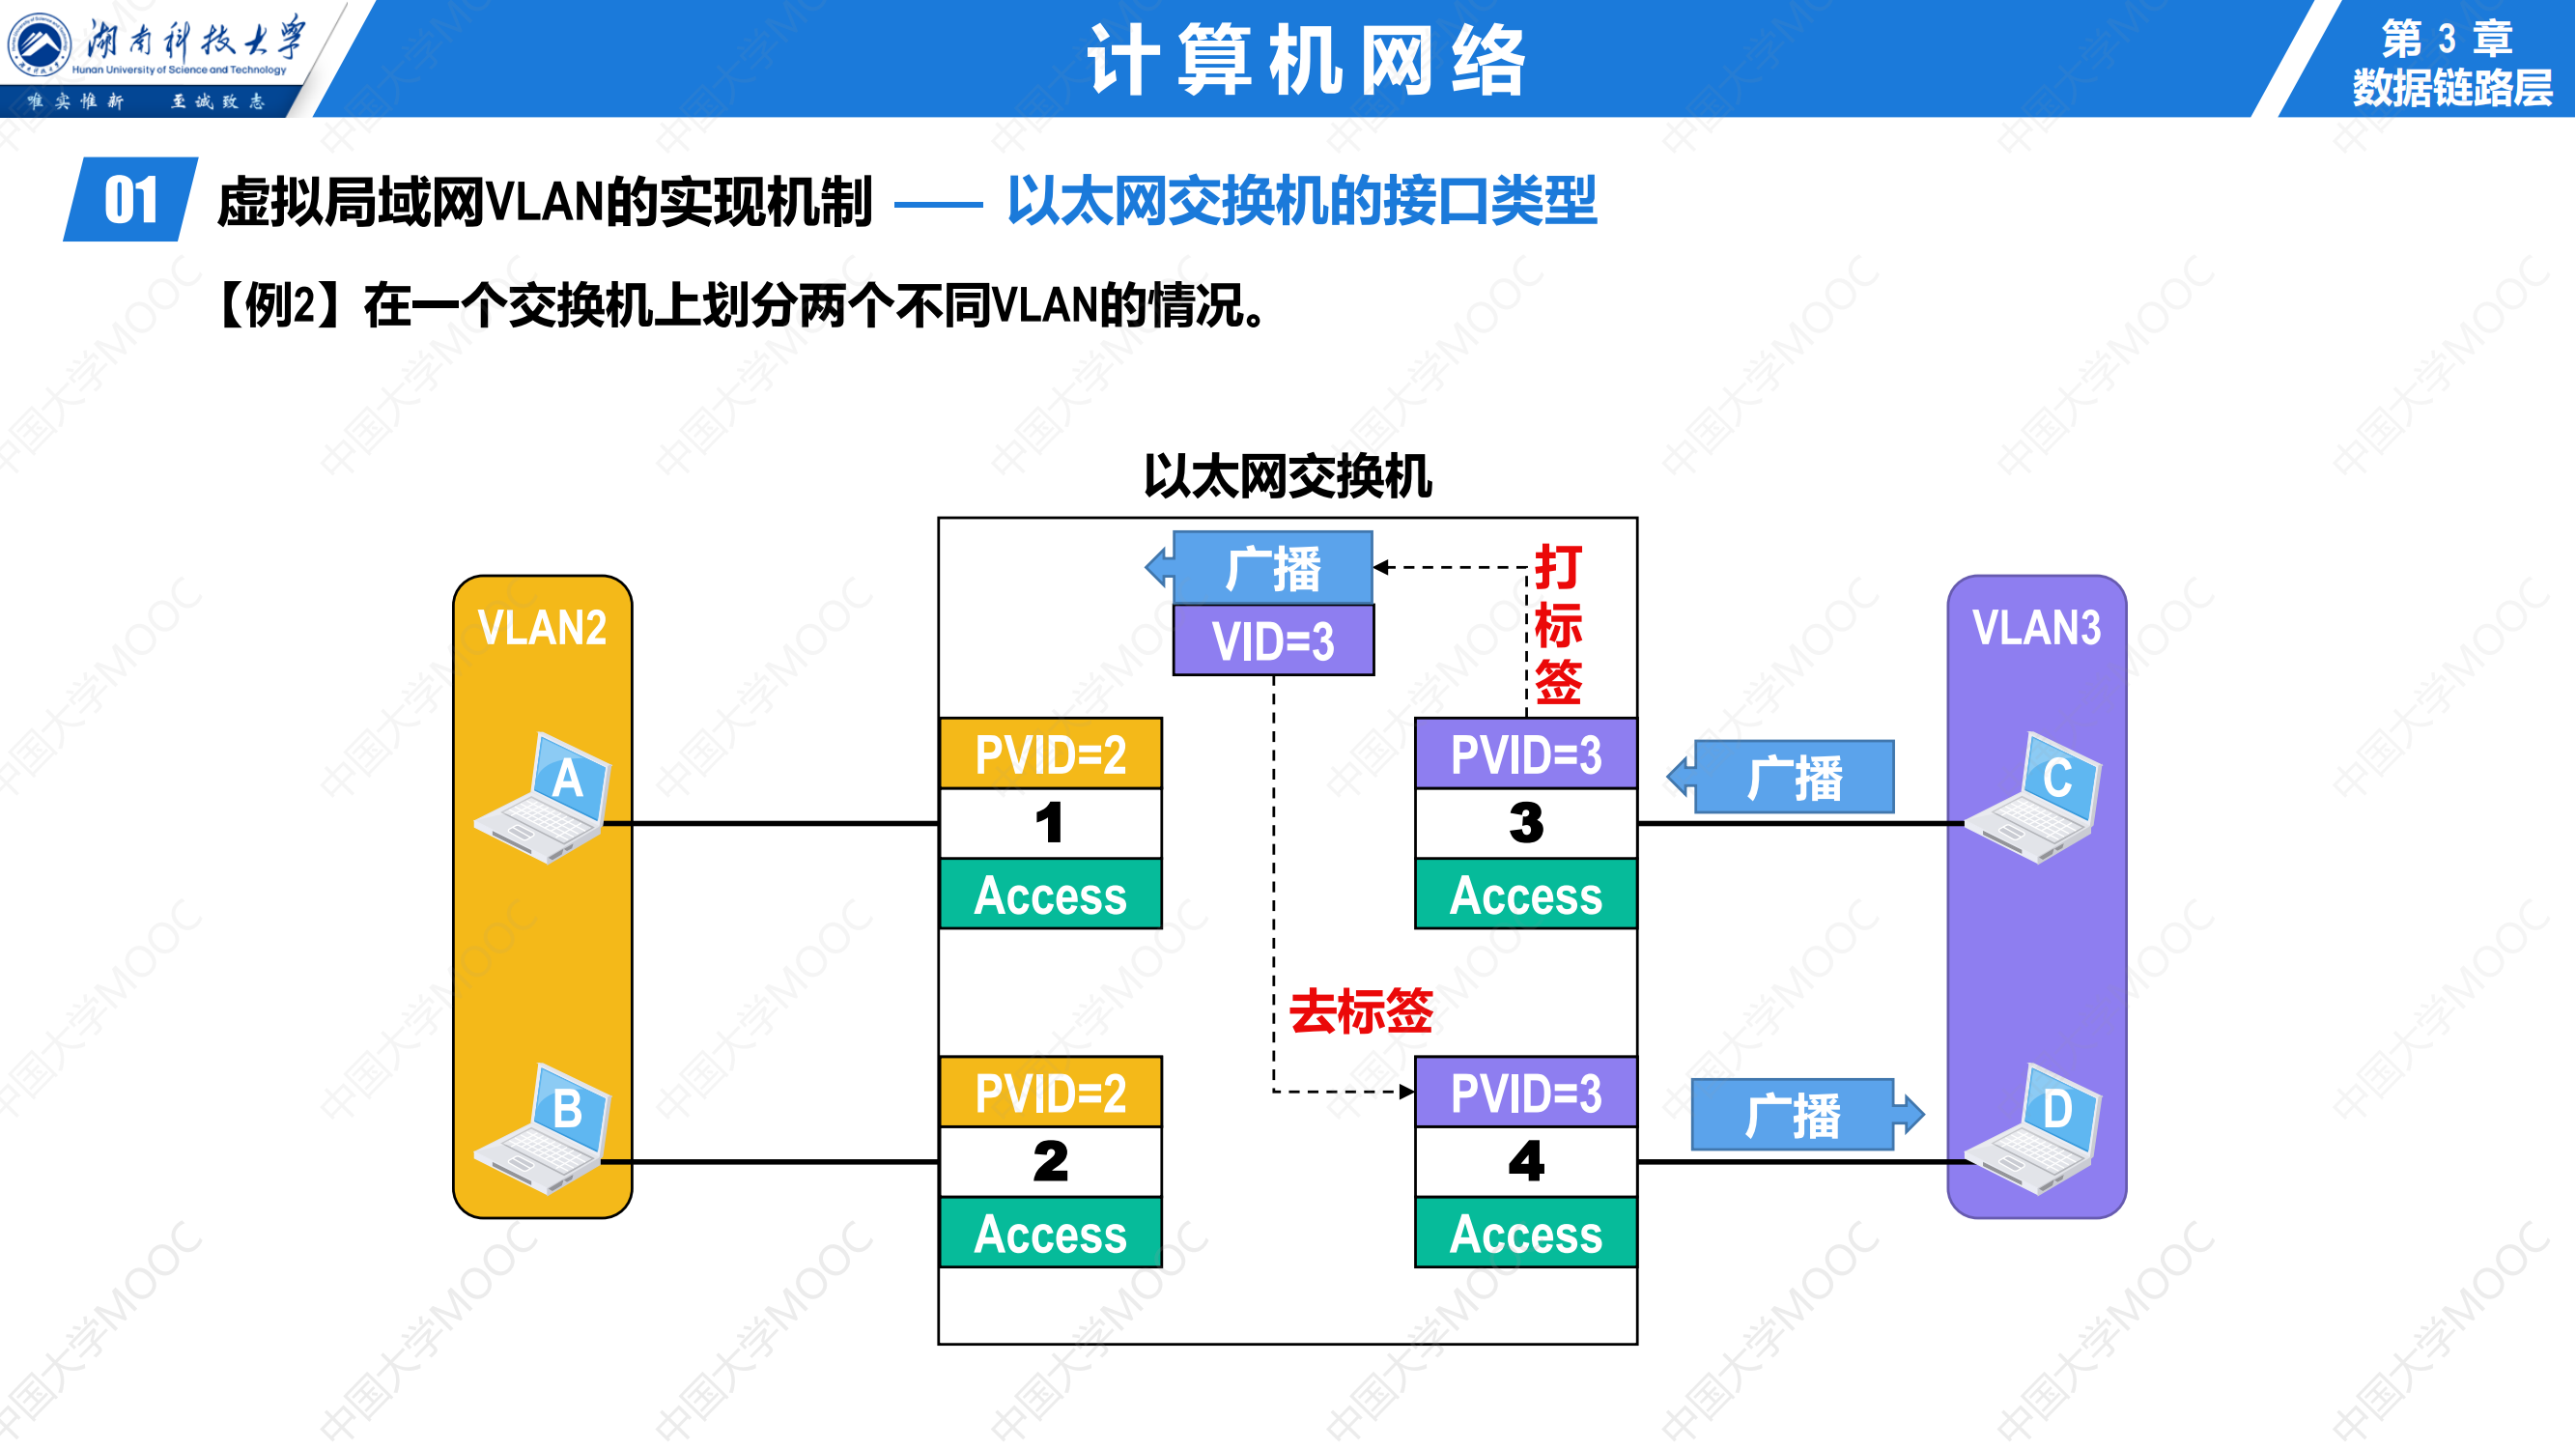 湖南科技大学
Hunan University of Science and Technology
唯实惟新 至诚致志
计算机网络
第 3 章
数据链路层
01 虚拟局域网VLAN的实现机制 —— 以太网交换机的接口类型
【例2】在一个交换机上划分两个不同VLAN的情况。
以太网交换机
广播
VID=3
打标签
VLAN2
VLAN3
PVID=2
PVID=3
广播
A
1
3
C
Access
Access
去标签
PVID=2
PVID=3
广播
B
2
4
D
Access
Access
中国大学MOOC